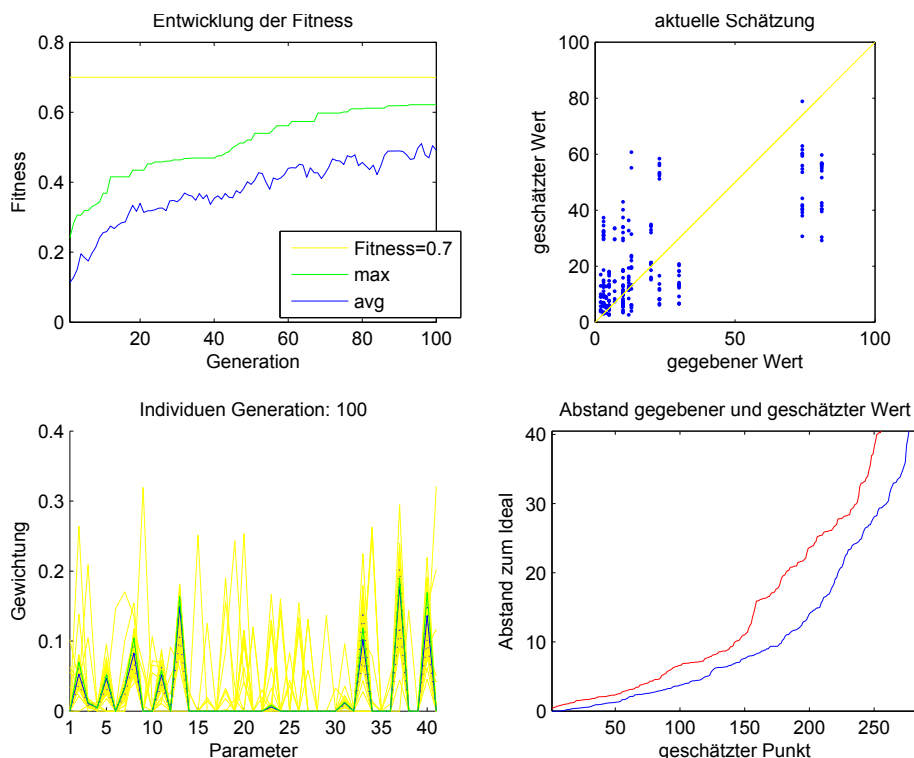 Entwicklung der Fitness
0.8
0.6
0.4
0.2
0
Fitness
20
40
60
80
100
Generation
Fitness=0.7
max
avg
aktuelle Schätzung
100
80
60
40
20
0
geschätzter Wert
0
50
100
gegebener Wert
Individuen Generation: 100
0.4
0.3
0.2
0.1
0
Gewichtung
1
5
10
15
20
25
30
35
40
Parameter
Abstand gegebener und geschätzter Wert
40
30
20
10
0
Abstand zum Ideal
50
100
150
200
250
geschätzter Punkt